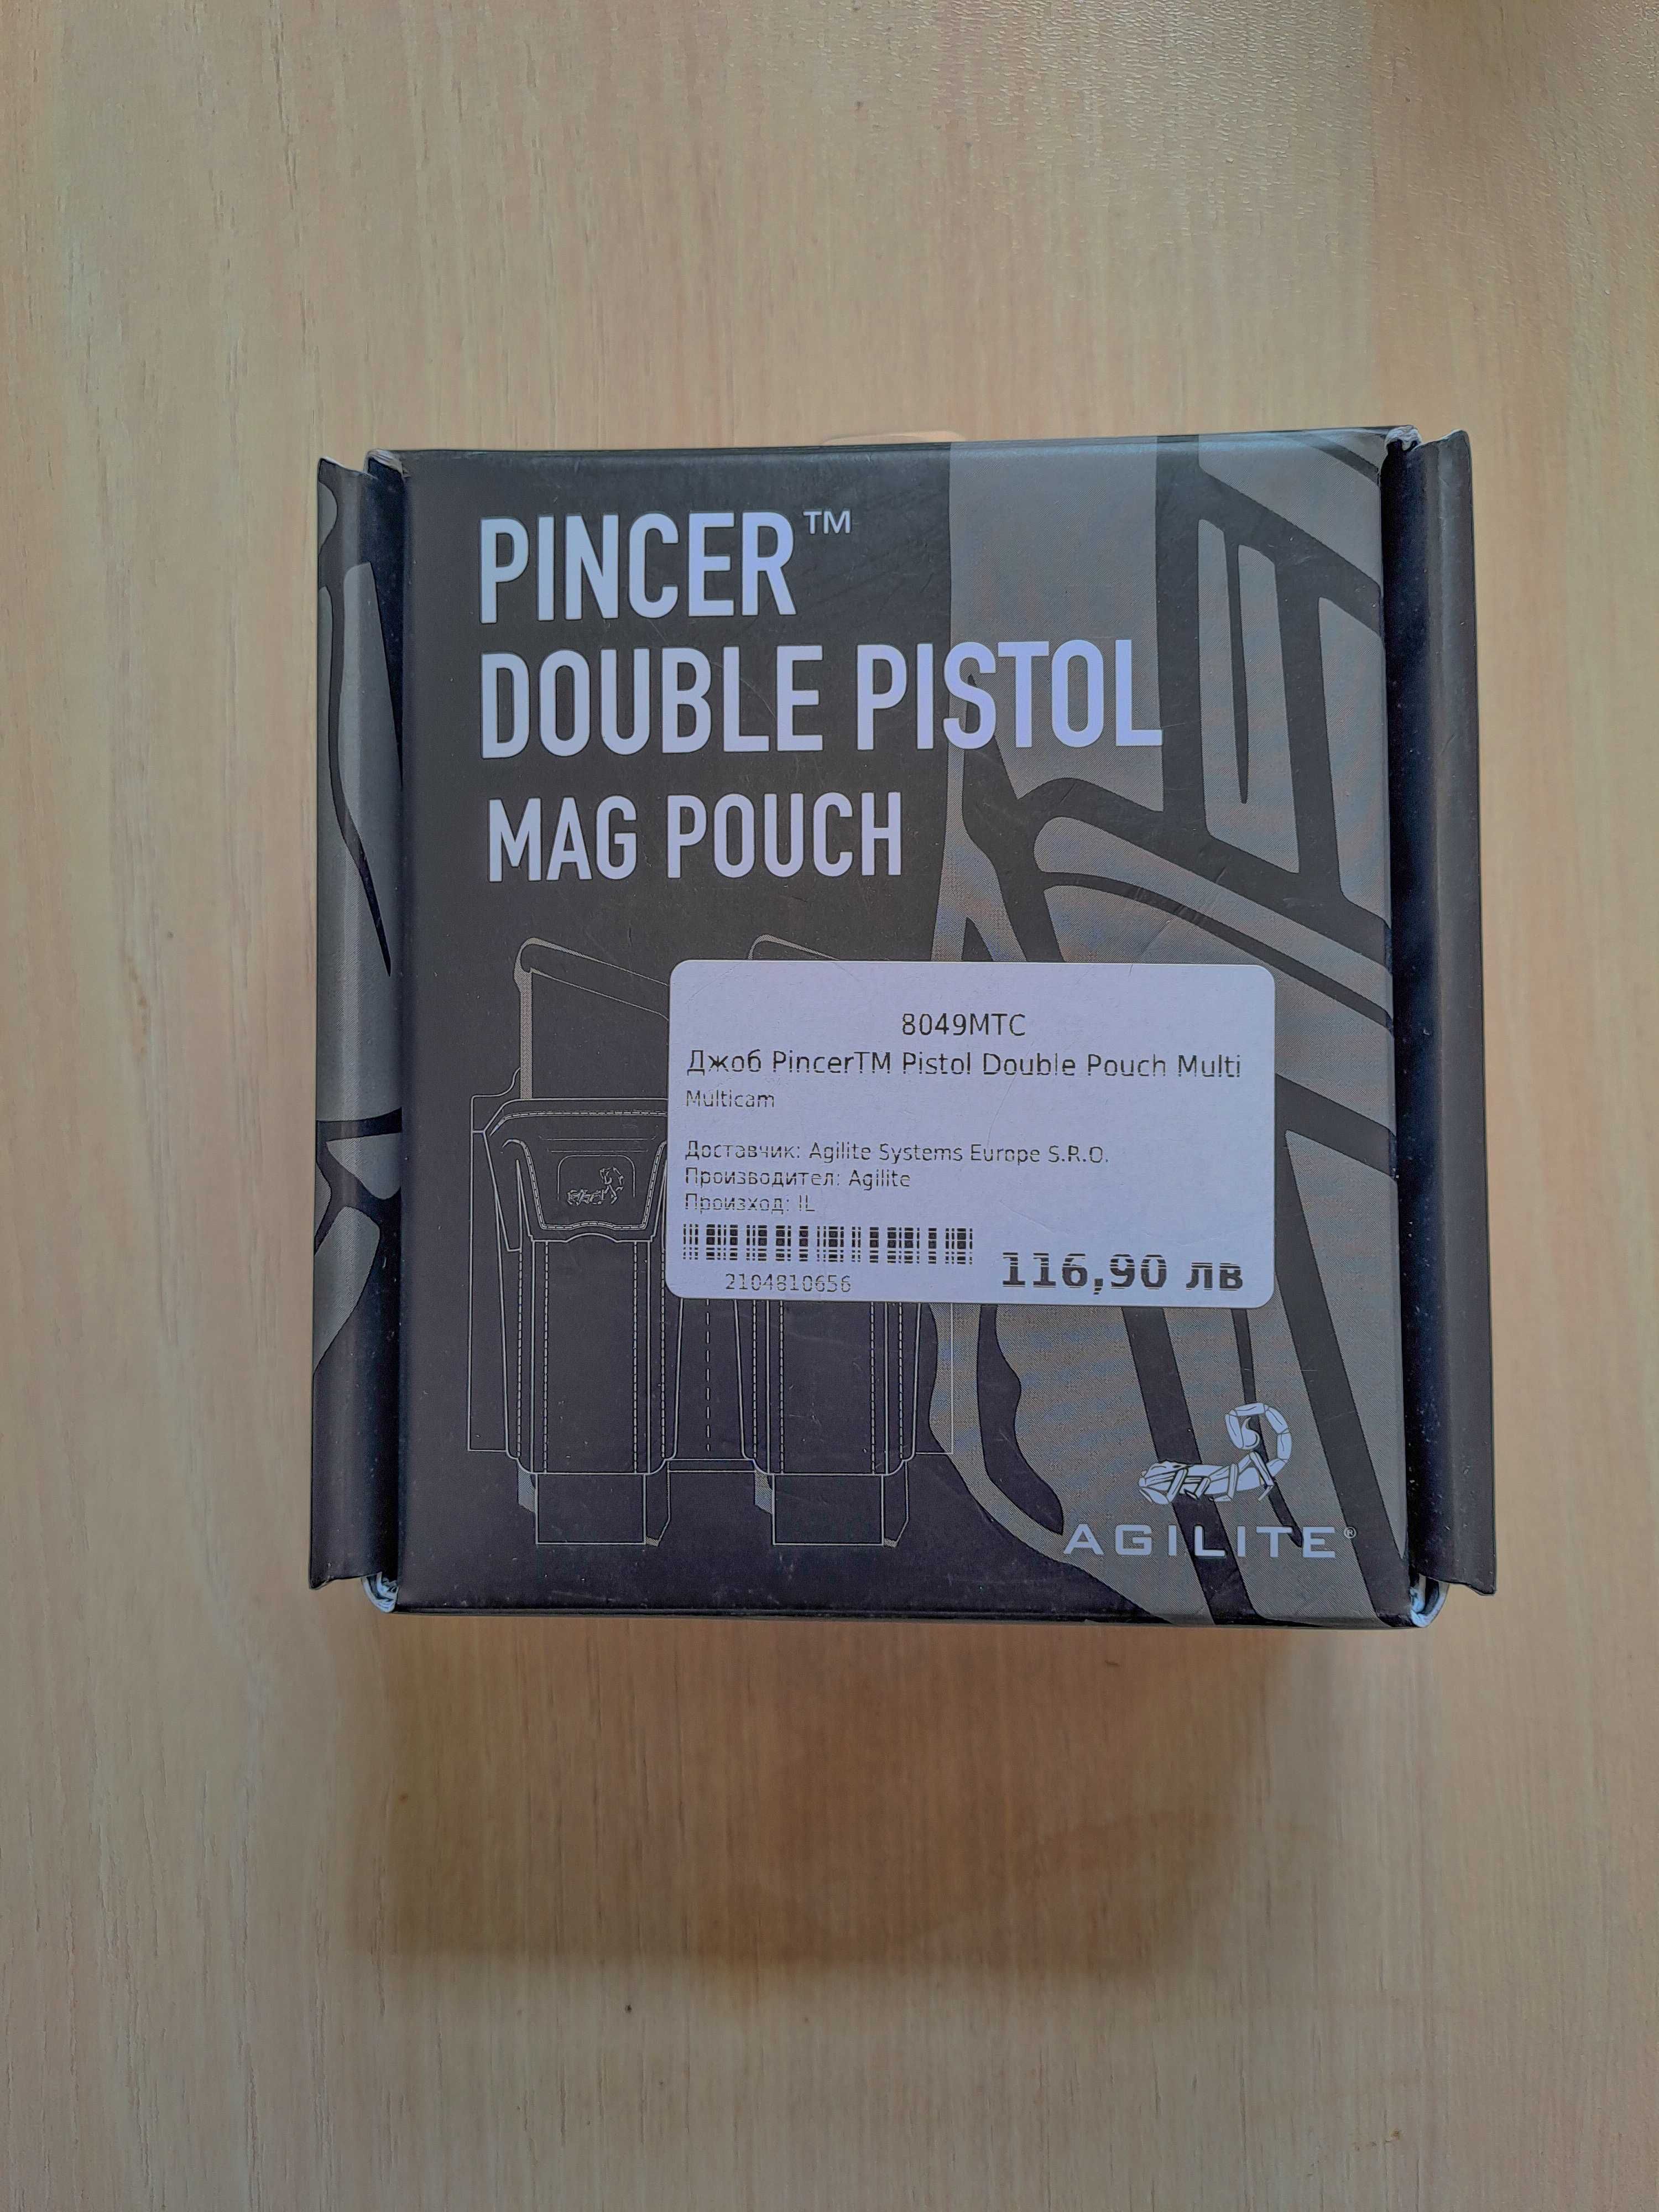 PINCER™
DOUBLE PISTOL
MAG POUCH
8049MTC
Джоб PincerTM Pistol Double Pouch Multi
Multicam
Доставчик: Agilite Systems Europe S.R.O.
Производител: Agilite
Произход: IL
2104810656
116,90 лв
AGILITE®